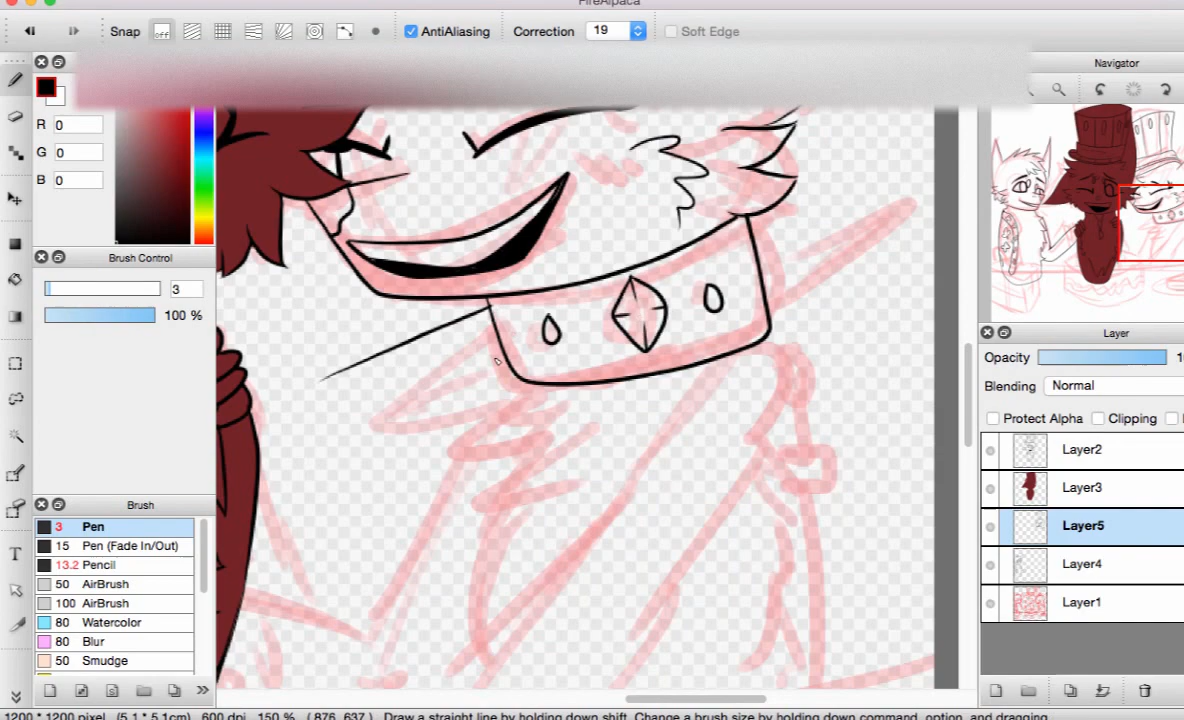 FireAlpaca
Snap off AntiAliasing Correction 19 Soft Edge
Navigator
R 0
G 0
B 0
Brush Control
3
100 %
Brush
3 Pen
15 Pen (Fade In/Out)
13.2 Pencil
50 AirBrush
100 AirBrush
80 Watercolor
80 Blur
50 Smudge
T
Layer
Opacity
Blending Normal
Protect Alpha Clipping
Layer2
Layer3
Layer5
Layer4
Layer1
1200 * 1200 pixel (5.1 * 5.1cm) 600 dpi 150 % (876, 637) Draw a straight line by holding down shift, Change a brush size by holding down command, option, and dragging